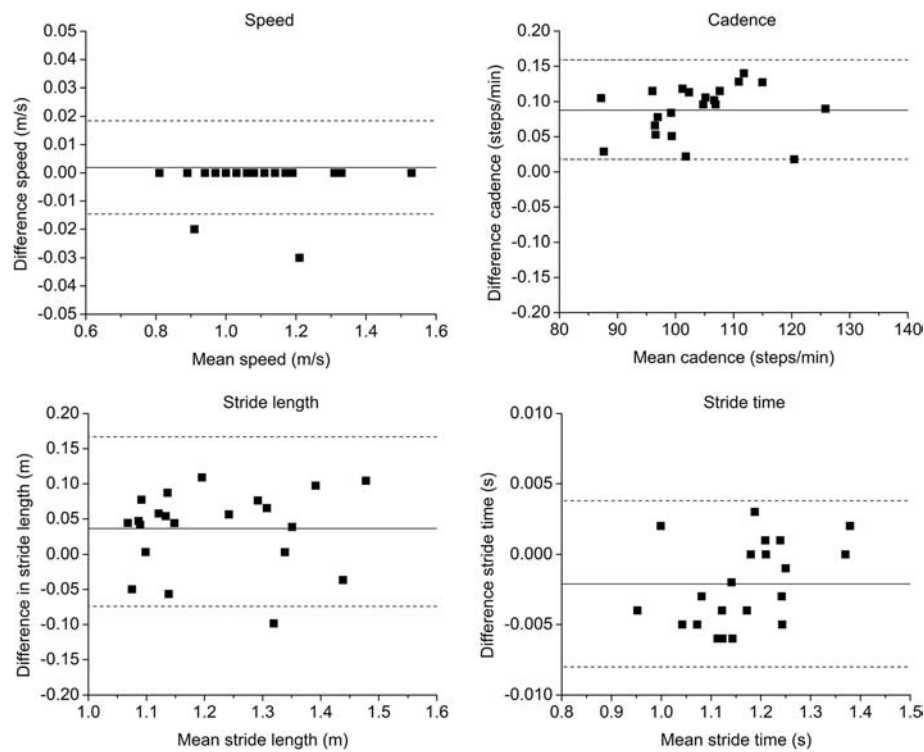 Speed
0.05
0.04
0.03
0.02
0.01
0.00
-0.01
-0.02
-0.03
-0.04
-0.05
Difference speed (m/s)
0.6 0.8 1.0 1.2 1.4 1.6
Mean speed (m/s)
Cadence
0.20
0.15
0.10
0.05
0.00
-0.05
-0.10
-0.15
-0.20
Difference cadence (steps/min)
80 90 100 110 120 130 140
Mean cadence (steps/min)
Stride length
0.20
0.15
0.10
0.05
0.00
-0.05
-0.10
-0.15
-0.20
Difference in stride length (m)
1.0 1.1 1.2 1.3 1.4 1.5 1.6
Mean stride length (m)
Stride time
0.010
0.005
0.000
-0.005
-0.010
Difference stride time (s)
0.8 0.9 1.0 1.1 1.2 1.3 1.4 1.5
Mean stride time (s)